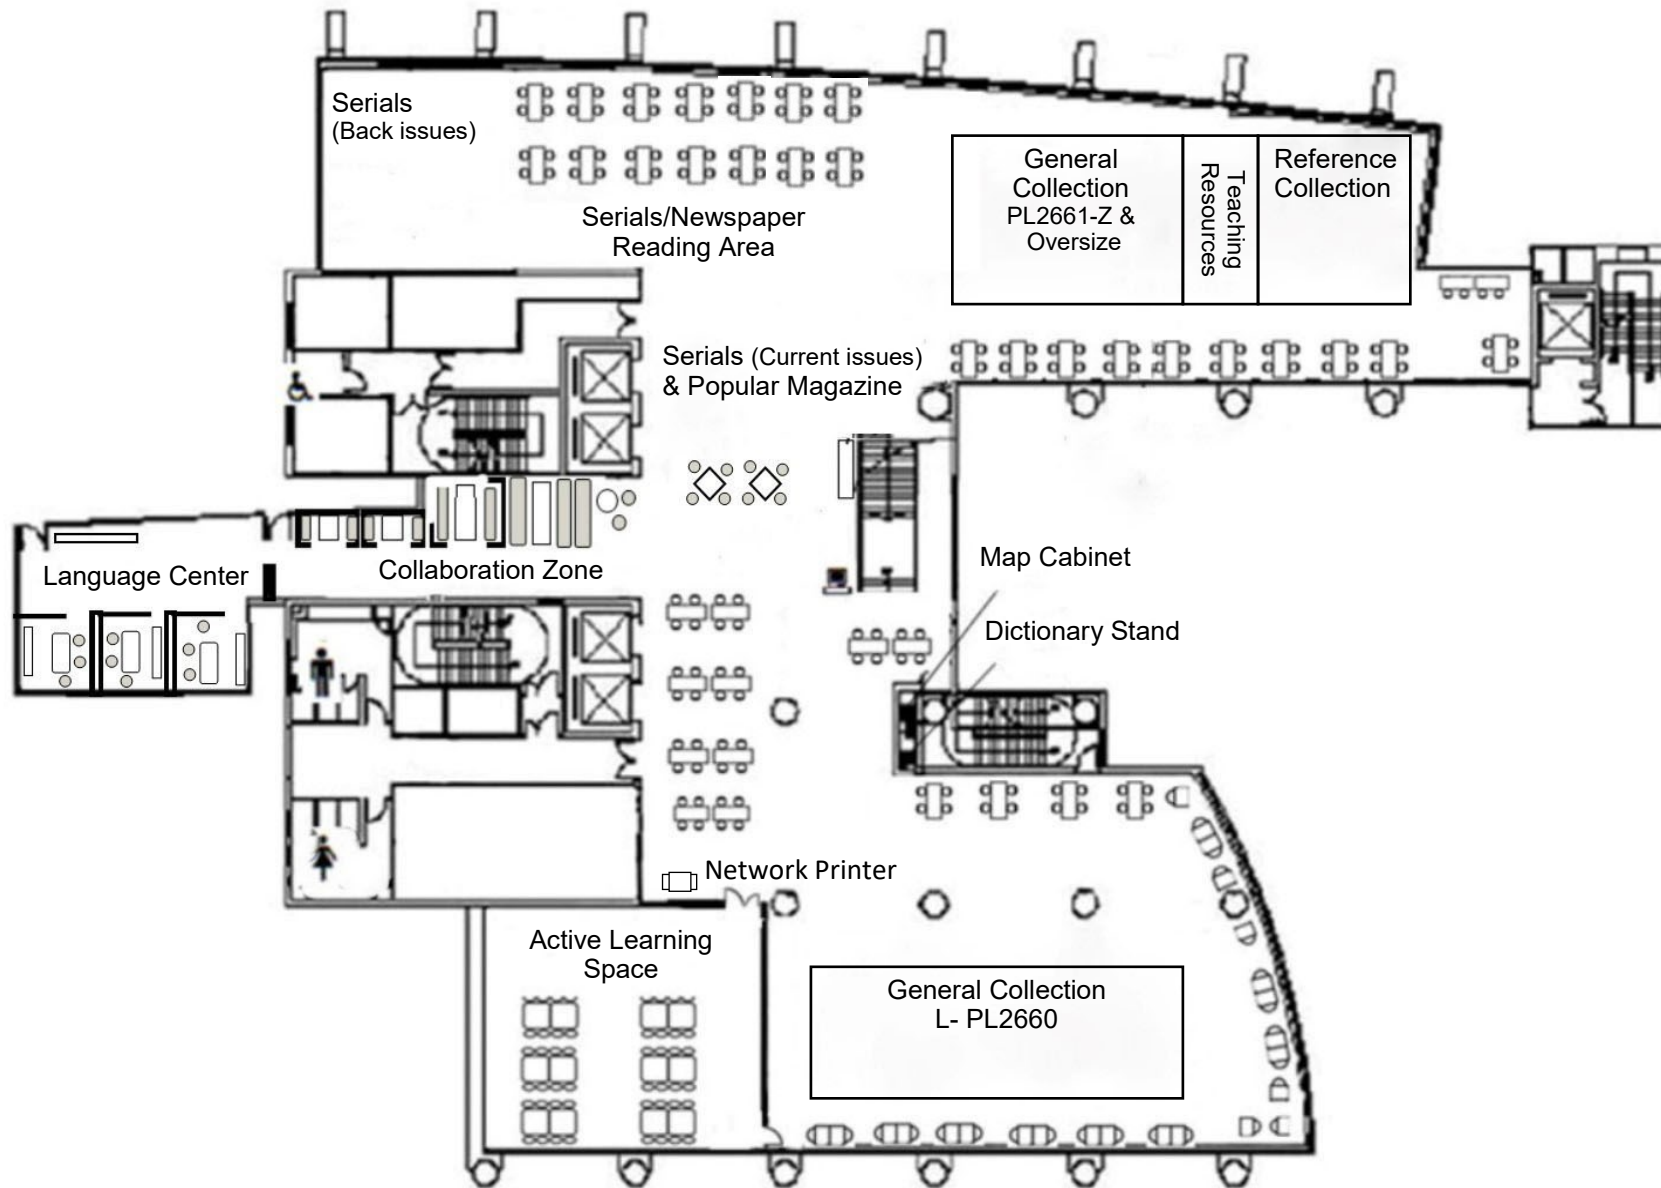 Serials
(Back issues)
Serials/Newspaper
Reading Area
General
Collection
PL2661-Z &
Oversize
Teaching
Resources
Reference
Collection
Serials (Current issues)
& Popular Magazine
Language Center
Collaboration Zone
Map Cabinet
Dictionary Stand
Network Printer
Active Learning
Space
General Collection
L- PL2660